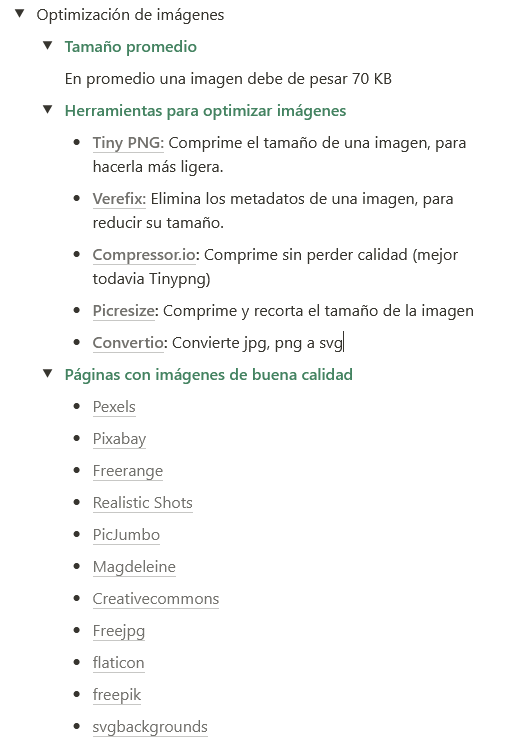 Optimización de imágenes
Tamaño promedio
En promedio una imagen debe de pesar 70 KB
Herramientas para optimizar imágenes
Tiny PNG: Comprime el tamaño de una imagen, para
hacerla más ligera.
Verefix: Elimina los metadatos de una imagen, para
reducir su tamaño.
Compressor.io: Comprime sin perder calidad (mejor
todavia Tinypng)
Picresize: Comprime y recorta el tamaño de la imagen
Convertio: Convierte jpg, png a svg
Páginas con imágenes de buena calidad
Pexels
Pixabay
Freerange
Realistic Shots
PicJumbo
Magdeleine
Creativecommons
Freejpg
flaticon
freepik
svgbackgrounds